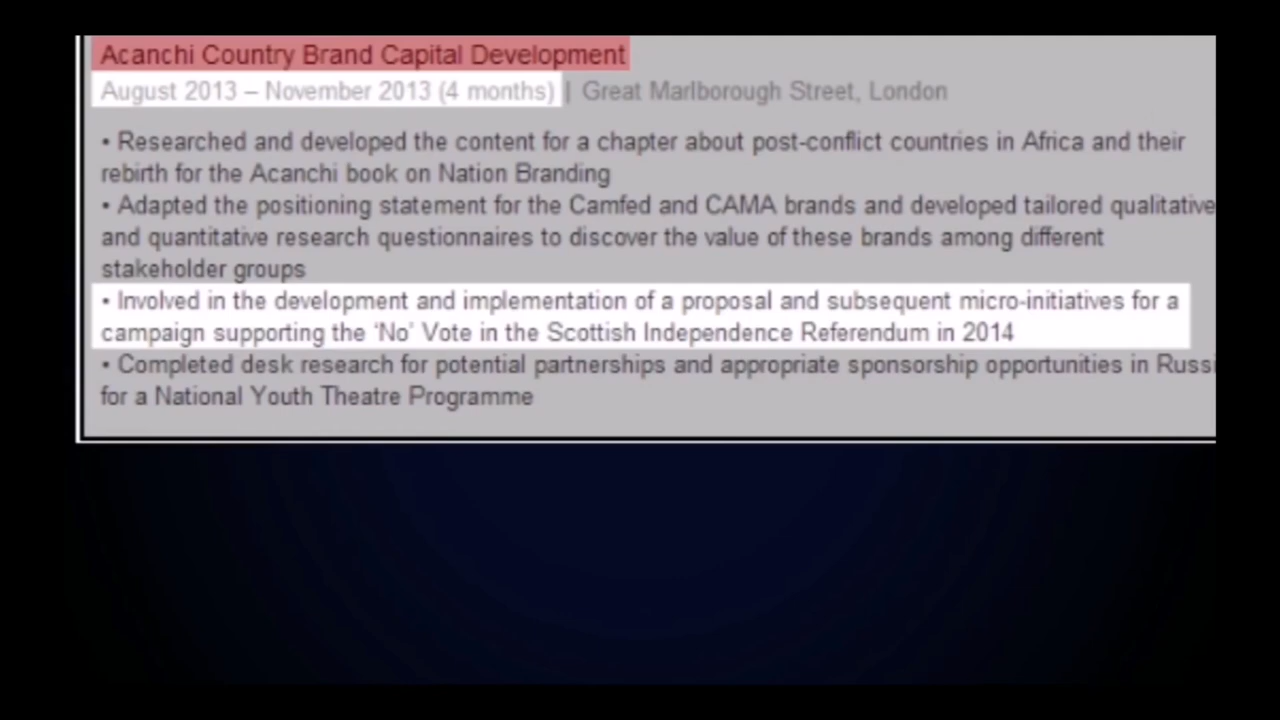 Acanchi Country Brand Capital Development
August 2013 – November 2013 (4 months) | Great Marlborough Street, London
• Researched and developed the content for a chapter about post-conflict countries in Africa and their
rebirth for the Acanchi book on Nation Branding
• Adapted the positioning statement for the Camfed and CAMA brands and developed tailored qualitative
and quantitative research questionnaires to discover the value of these brands among different
stakeholder groups
• Involved in the development and implementation of a proposal and subsequent micro-initiatives for a
campaign supporting the ‘No’ Vote in the Scottish Independence Referendum in 2014
• Completed desk research for potential partnerships and appropriate sponsorship opportunities in
for a National Youth Theatre Programme